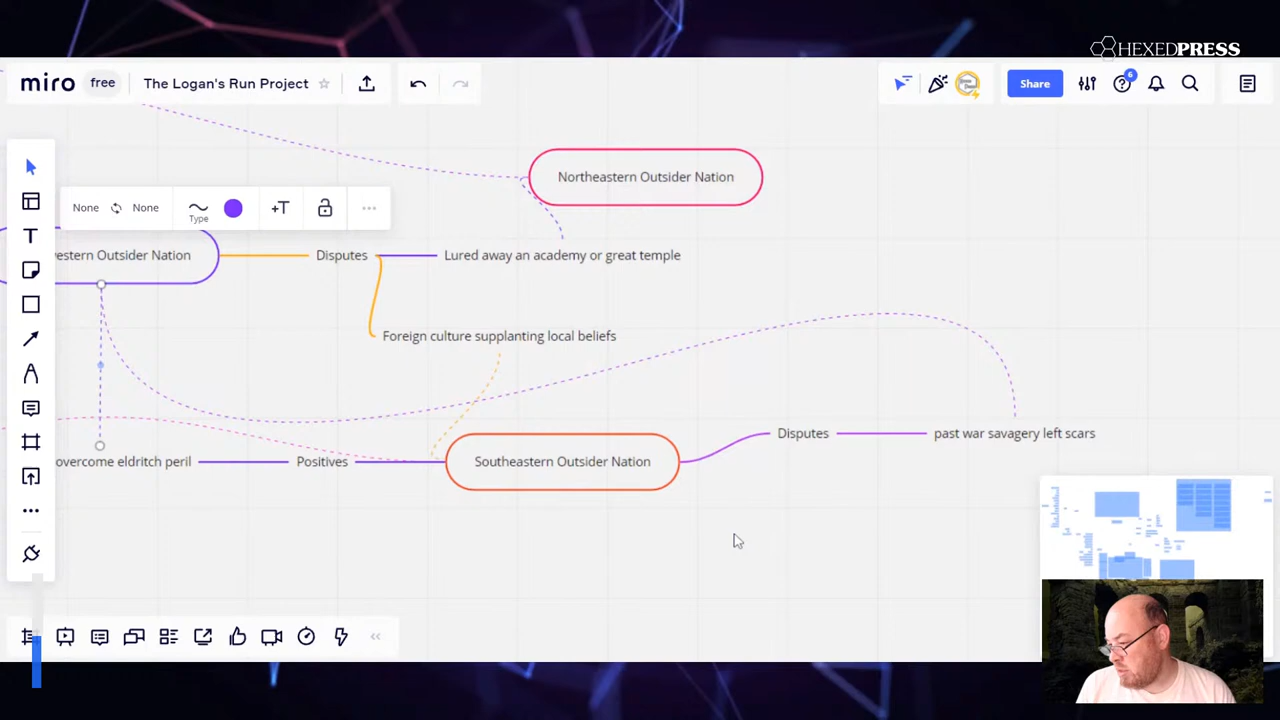 HEXEDPRESS
miro free The Logan's Run Project
Share
6
Northeastern Outsider Nation
None None
Type
+T
estern Outsider Nation
Disputes
Lured away an academy or great temple
Foreign culture supplanting local beliefs
Disputes
past war savagery left scars
overcome eldritch peril
Positives
Southeastern Outsider Nation